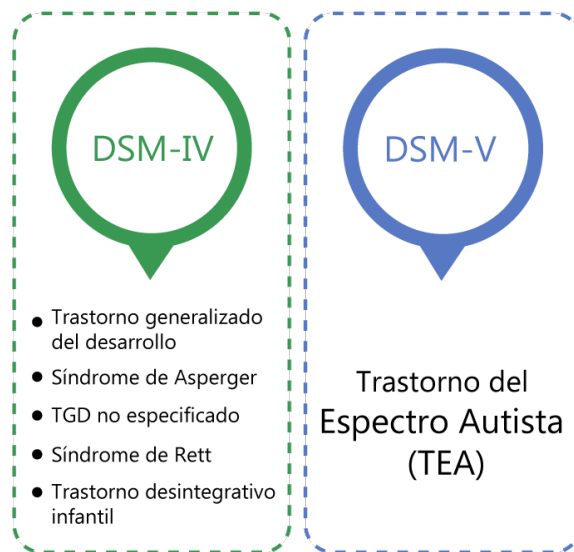 DSM-IV
• Trastorno generalizado
del desarrollo
• Síndrome de Asperger
• TGD no especificado
• Síndrome de Rett
• Trastorno desintegrativo
infantil
DSM-V
Trastorno del
Espectro Autista
(TEA)